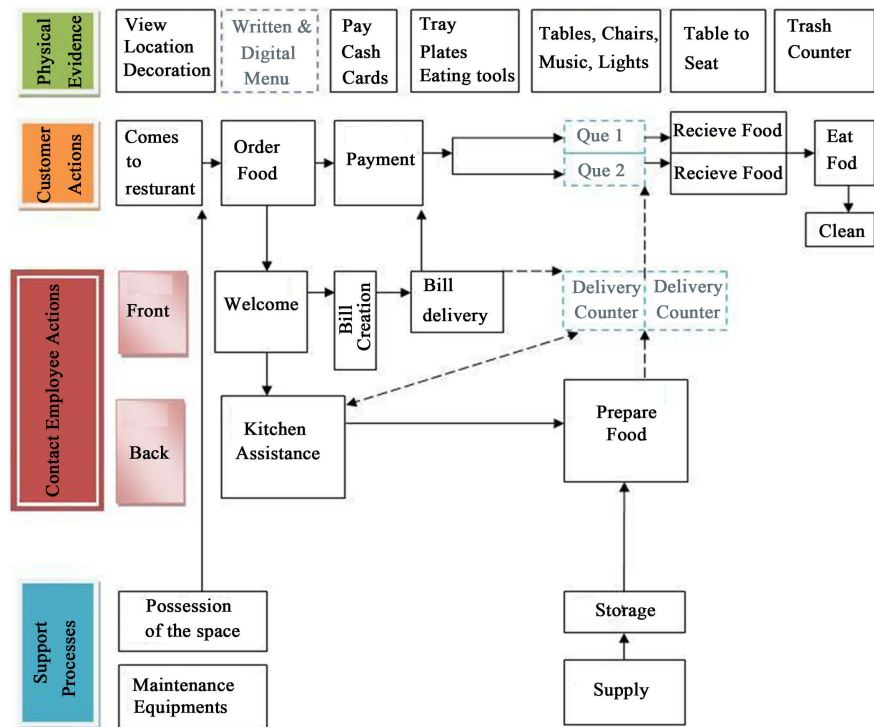 Physical
Evidence
View
Location
Decoration
Written &
Digital
Menu
Pay
Cash
Cards
Tray
Plates
Eating tools
Tables, Chairs,
Music, Lights
Table to
Seat
Trash
Counter
Customer
Actions
Comes
to
resturant
Order
Food
Payment
Que 1
Que 2
Recieve Food
Recieve Food
Eat
Fod
Clean
Contact Employee Actions
Front
Welcome
Bill
Creation
Bill
delivery
Delivery
Counter
Delivery
Counter
Back
Kitchen
Assistance
Prepare
Food
Support
Processes
Possession
of the space
Storage
Maintenance
Equipments
Supply